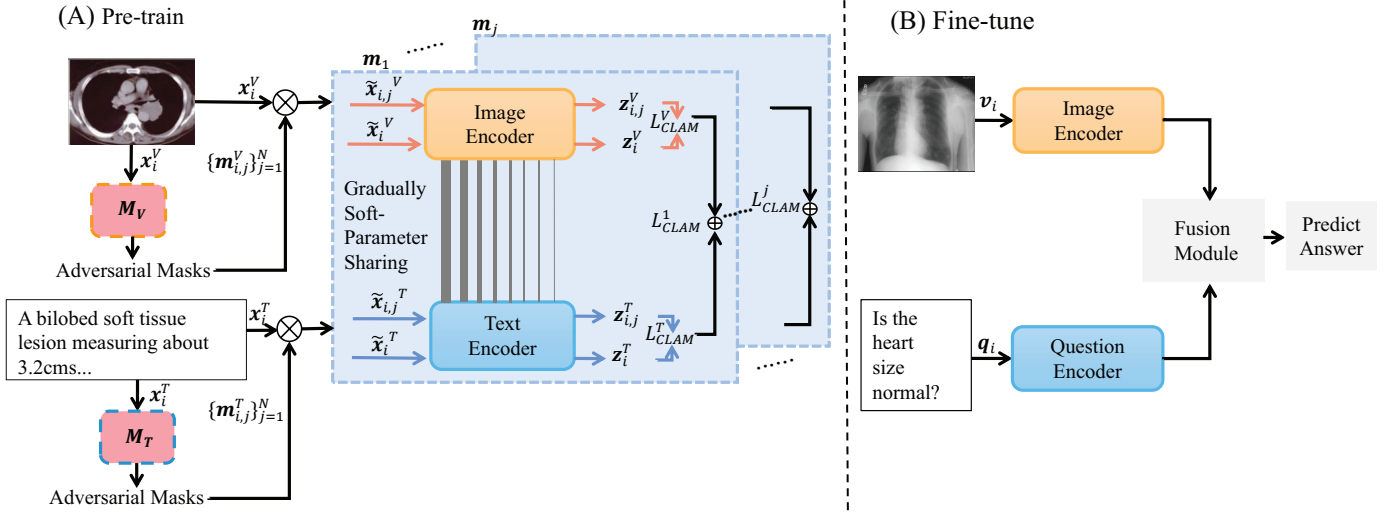 (A) Pre-train
x_i^V
x_i^V
{m_{i,j}^V}_{j=1}^N
M_V
Adversarial Masks
A bilobed soft tissue
lesion measuring about
3.2cms...
x_i^T
x_i^T
{m_{i,j}^T}_{j=1}^N
M_T
Adversarial Masks
m_1
m_j
x̃_{i,j}^V
x̃_i^V
Image
Encoder
z_{i,j}^V
z_i^V
L_{CLAM}^V
Gradually
Soft-
Parameter
Sharing
L_{CLAM}^1
L_{CLAM}^j
x̃_{i,j}^T
x̃_i^T
Text
Encoder
z_{i,j}^T
z_i^T
L_{CLAM}^T
(B) Fine-tune
v_i
Image
Encoder
Fusion
Module
Predict
Answer
Is the
heart
size
normal?
q_i
Question
Encoder